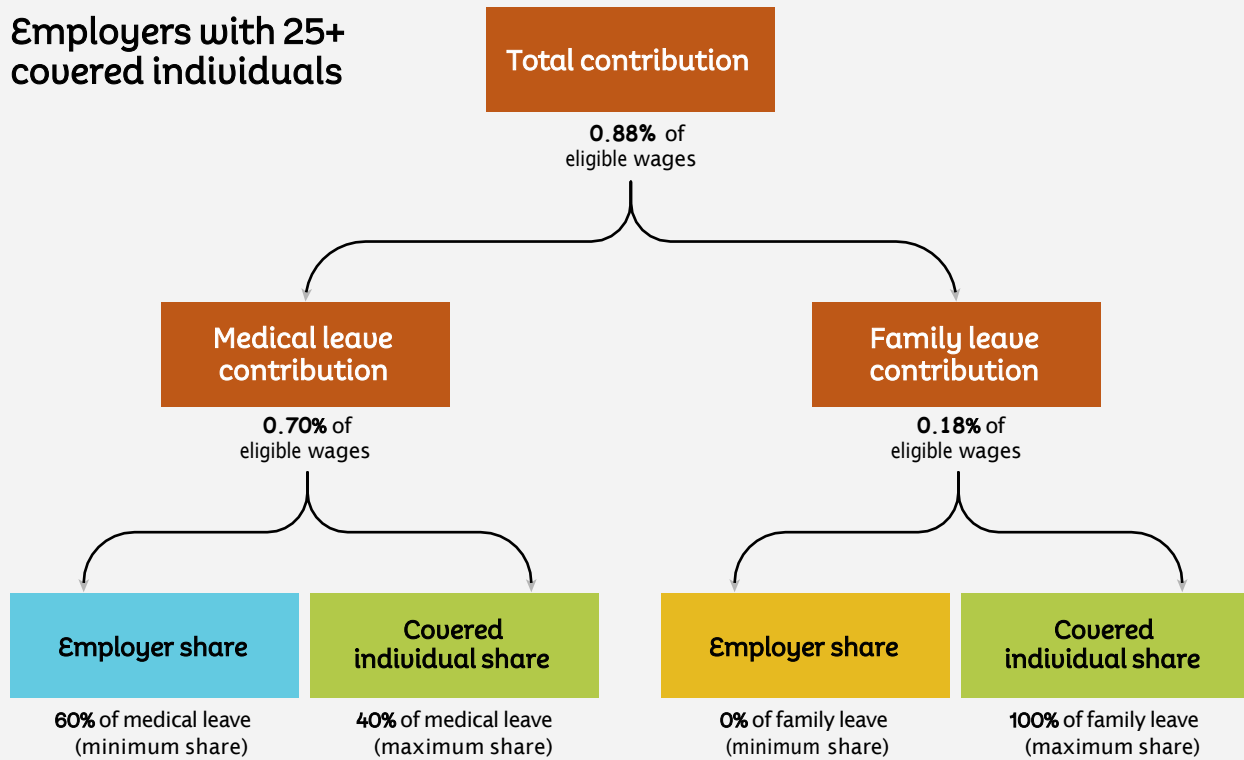 Employers with 25+
covered individuals
Total contribution
0.88% of
eligible wages
Medical leave
contribution
Family leave
contribution
0.70% of
eligible wages
0.18% of
eligible wages
Employer share
Covered
individual share
Employer share
Covered
individual share
60% of medical leave
(minimum share)
40% of medical leave
(maximum share)
0% of family leave
(minimum share)
100% of family leave
(maximum share)